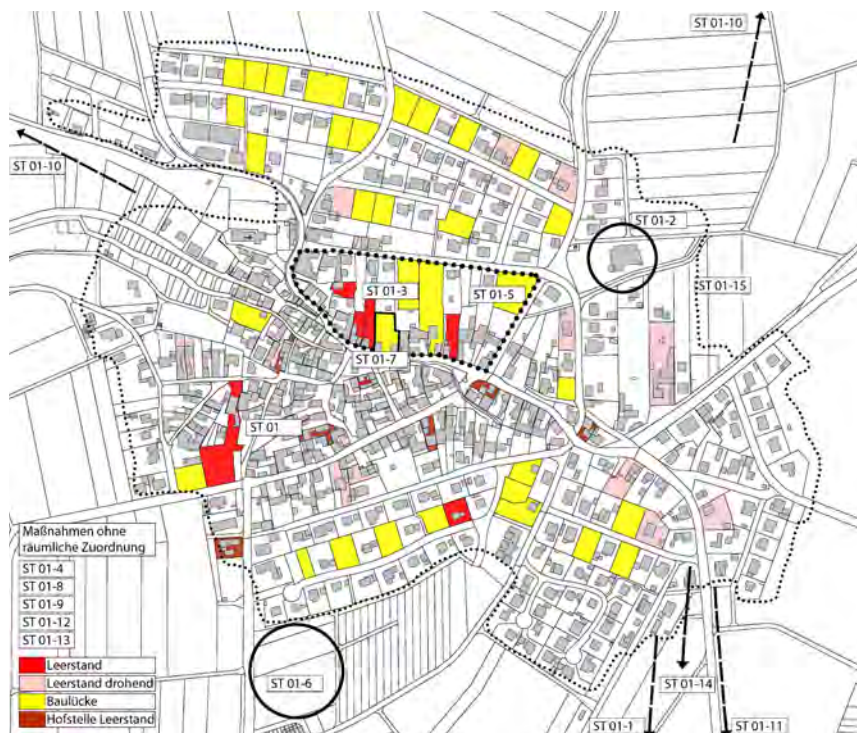 ST 01-10
ST 01-10
ST 01-2
ST 01-15
ST 01-3
ST 01-5
ST 01-7
ST 01
Maßnahmen ohne
räumliche Zuordnung
ST 01-4
ST 01-8
ST 01-9
ST 01-12
ST 01-13
Leerstand
Leerstand drohend
Baulücke
Hofstelle Leerstand
ST 01-6
ST 01-14
ST 01-1
ST 01-11